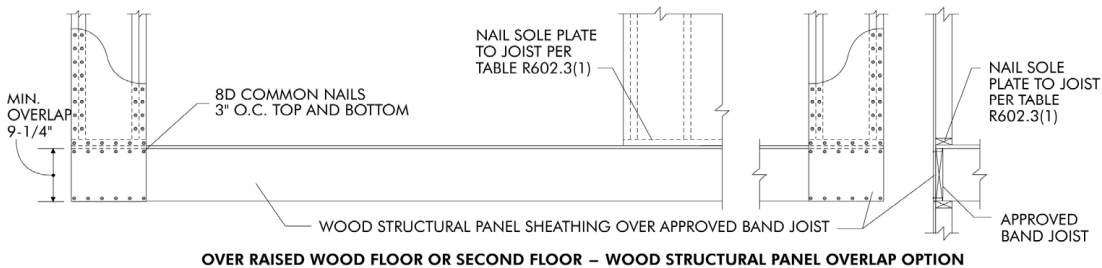 NAIL SOLE PLATE
TO JOIST PER
TABLE R602.3(1)
NAIL SOLE
PLATE TO JOIST
PER TABLE
R602.3(1)
MIN.
OVERLAP
9-1/4"
8D COMMON NAILS
3" O.C. TOP AND BOTTOM
WOOD STRUCTURAL PANEL SHEATHING OVER APPROVED BAND JOIST
APPROVED
BAND JOIST
OVER RAISED WOOD FLOOR OR SECOND FLOOR – WOOD STRUCTURAL PANEL OVERLAP OPTION